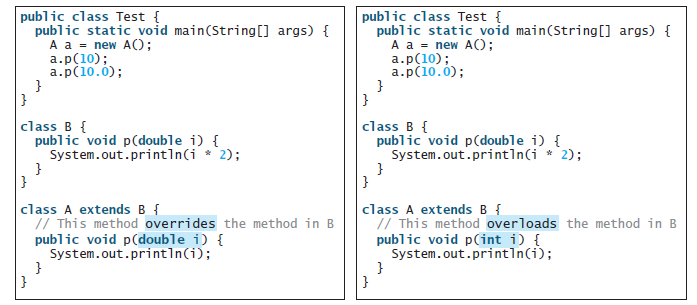 public class Test {
public static void main(String[] args) {
A a = new A();
a.p(10);
a.p(10.0);
}
}
class B {
public void p(double i) {
System.out.println(i * 2);
}
}
class A extends B {
// This method overrides the method in B
public void p(double i) {
System.out.println(i);
}
}
public class Test {
public static void main(String[] args) {
A a = new A();
a.p(10);
a.p(10.0);
}
}
class B {
public void p(double i) {
System.out.println(i * 2);
}
}
class A extends B {
// This method overloads the method in B
public void p(int i) {
System.out.println(i);
}
}